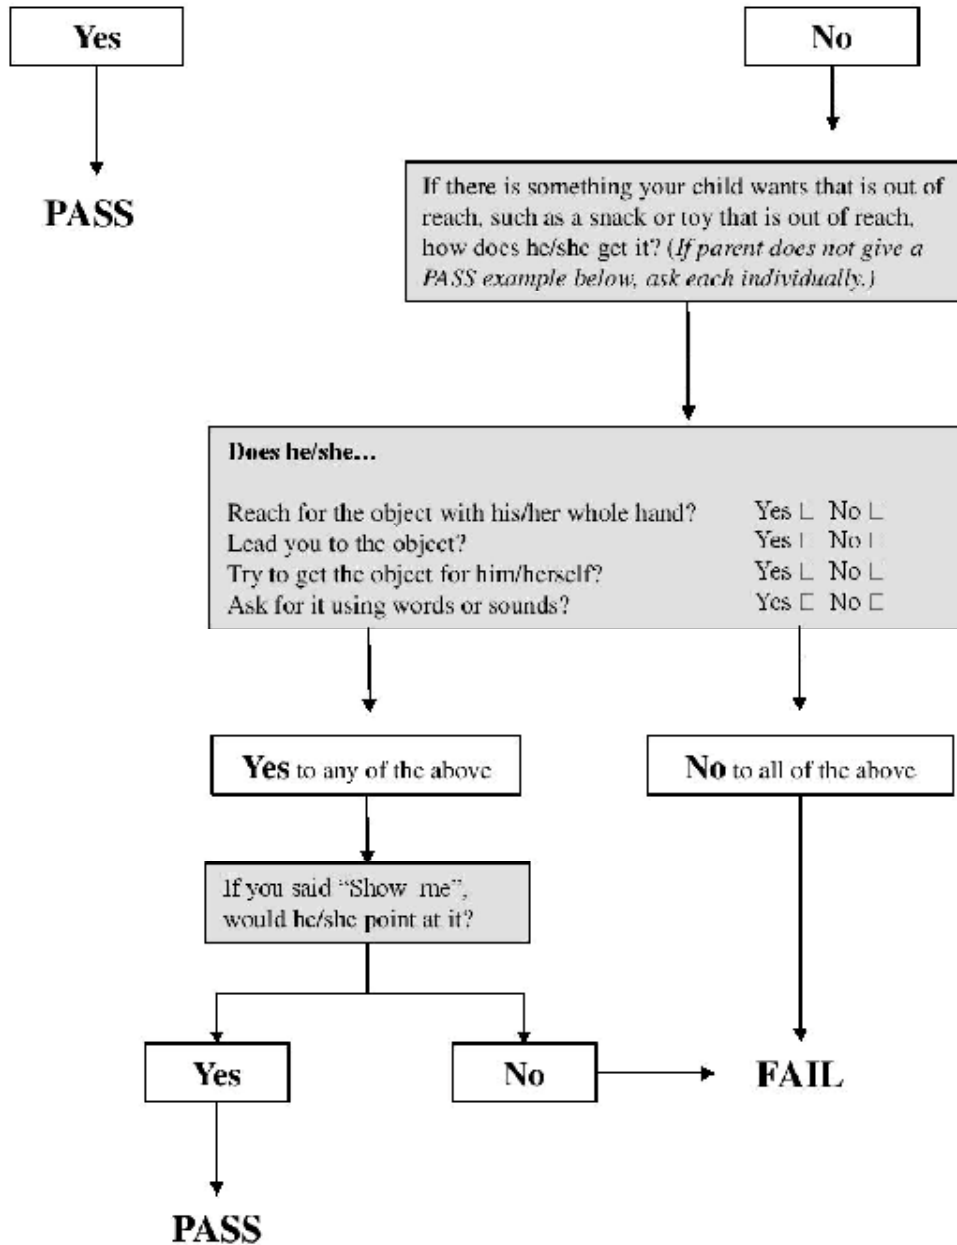 Yes
No
PASS
If there is something your child wants that is out of
reach, such as a snack or toy that is out of reach,
how does he/she get it? (If parent does not give a
PASS example below, ask each individually.)
Does he/she...
Reach for the object with his/her whole hand? Yes □ No □
Lead you to the object? Yes □ No □
Try to get the object for him/herself? Yes □ No □
Ask for it using words or sounds? Yes □ No □
Yes to any of the above
No to all of the above
If you said “Show me”,
would he/she point at it?
Yes
No
FAIL
PASS